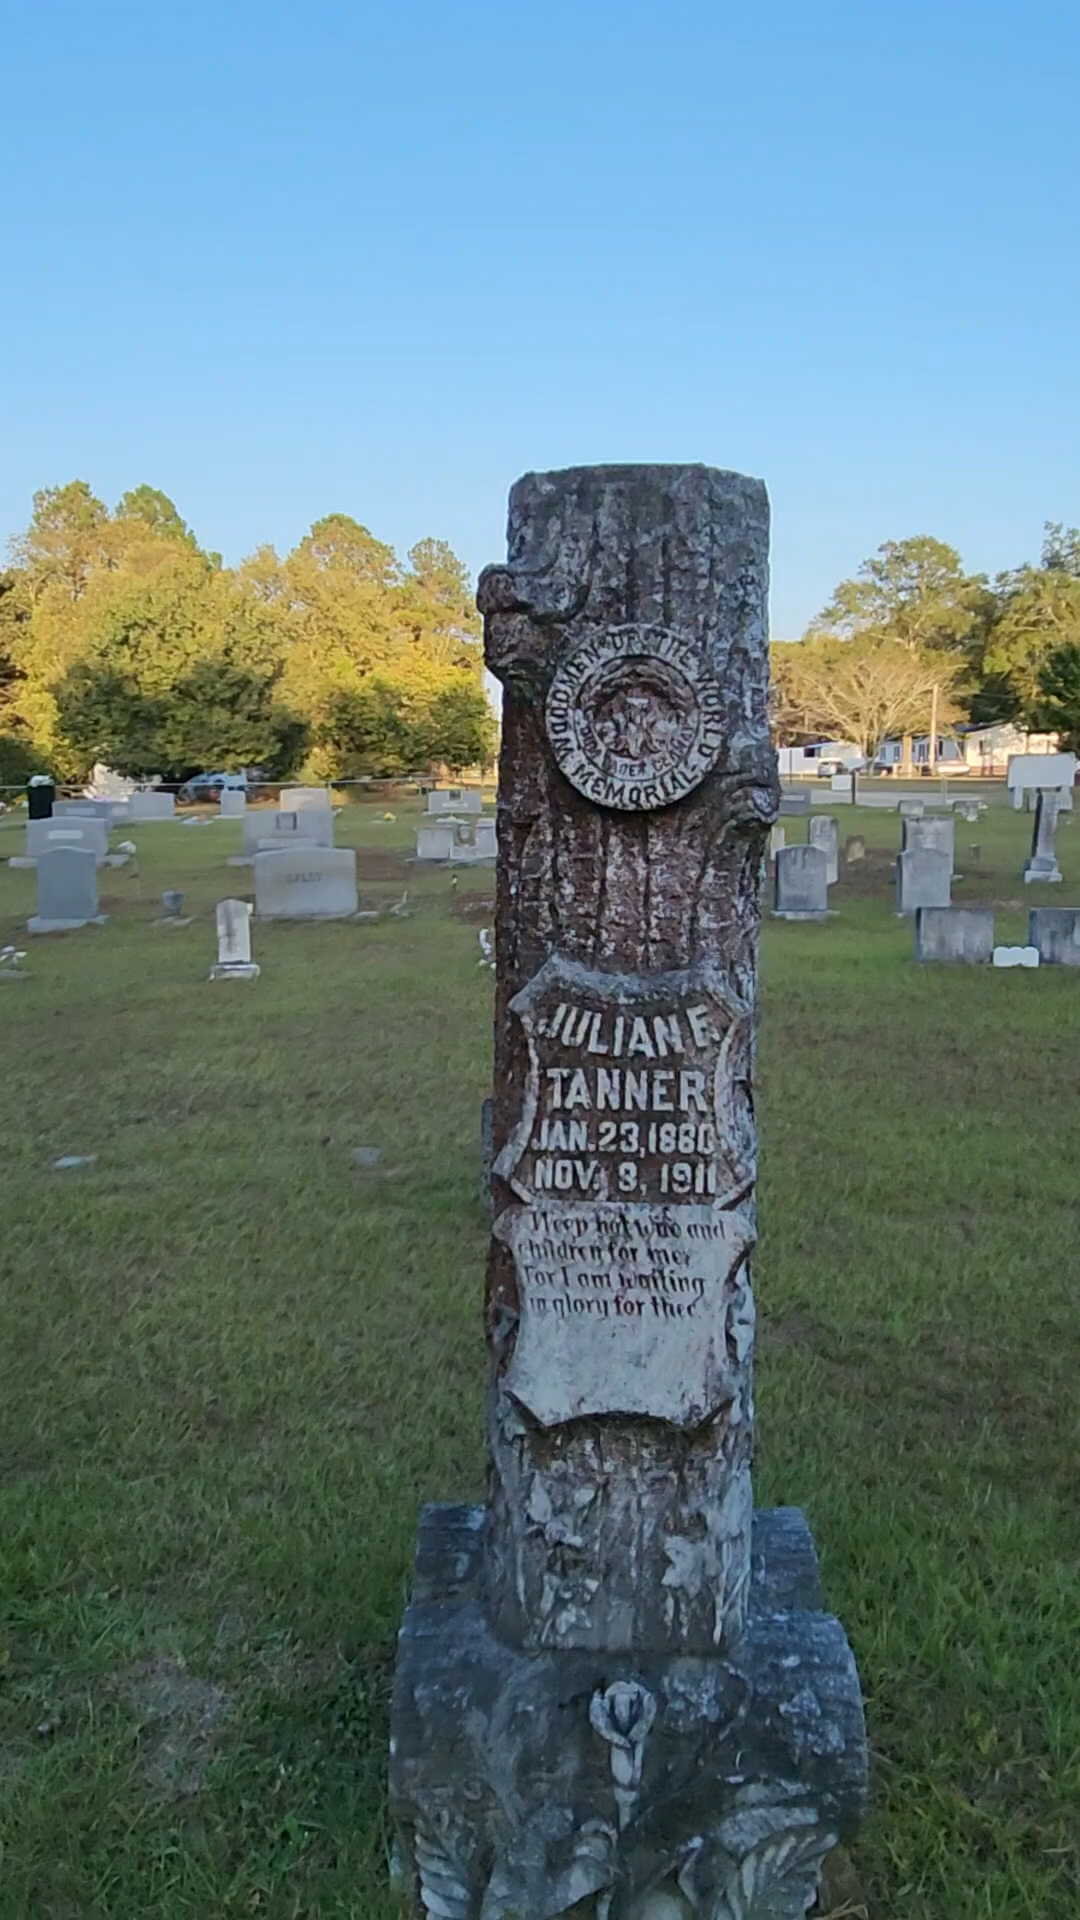 WOODMEN OF THE WORLD
MEMORIAL
JULIAN F.
TANNER
JAN. 23, 1880
NOV. 8, 1911
Weep not wife and
children for me,
For I am waiting
in glory for thee.